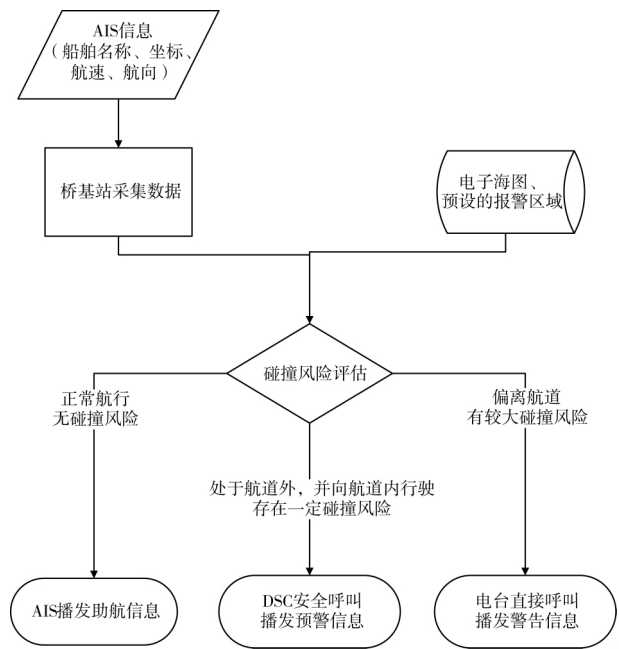 AIS信息
（船舶名称、坐标、
航速、航向）
桥基站采集数据
电子海图、
预设的报警区域
碰撞风险评估
正常航行
无碰撞风险
偏离航道
有较大碰撞风险
处于航道外，并向航道内行驶
存在一定碰撞风险
AIS播发助航信息
DSC安全呼叫
播发预警信息
电台直接呼叫
播发警告信息